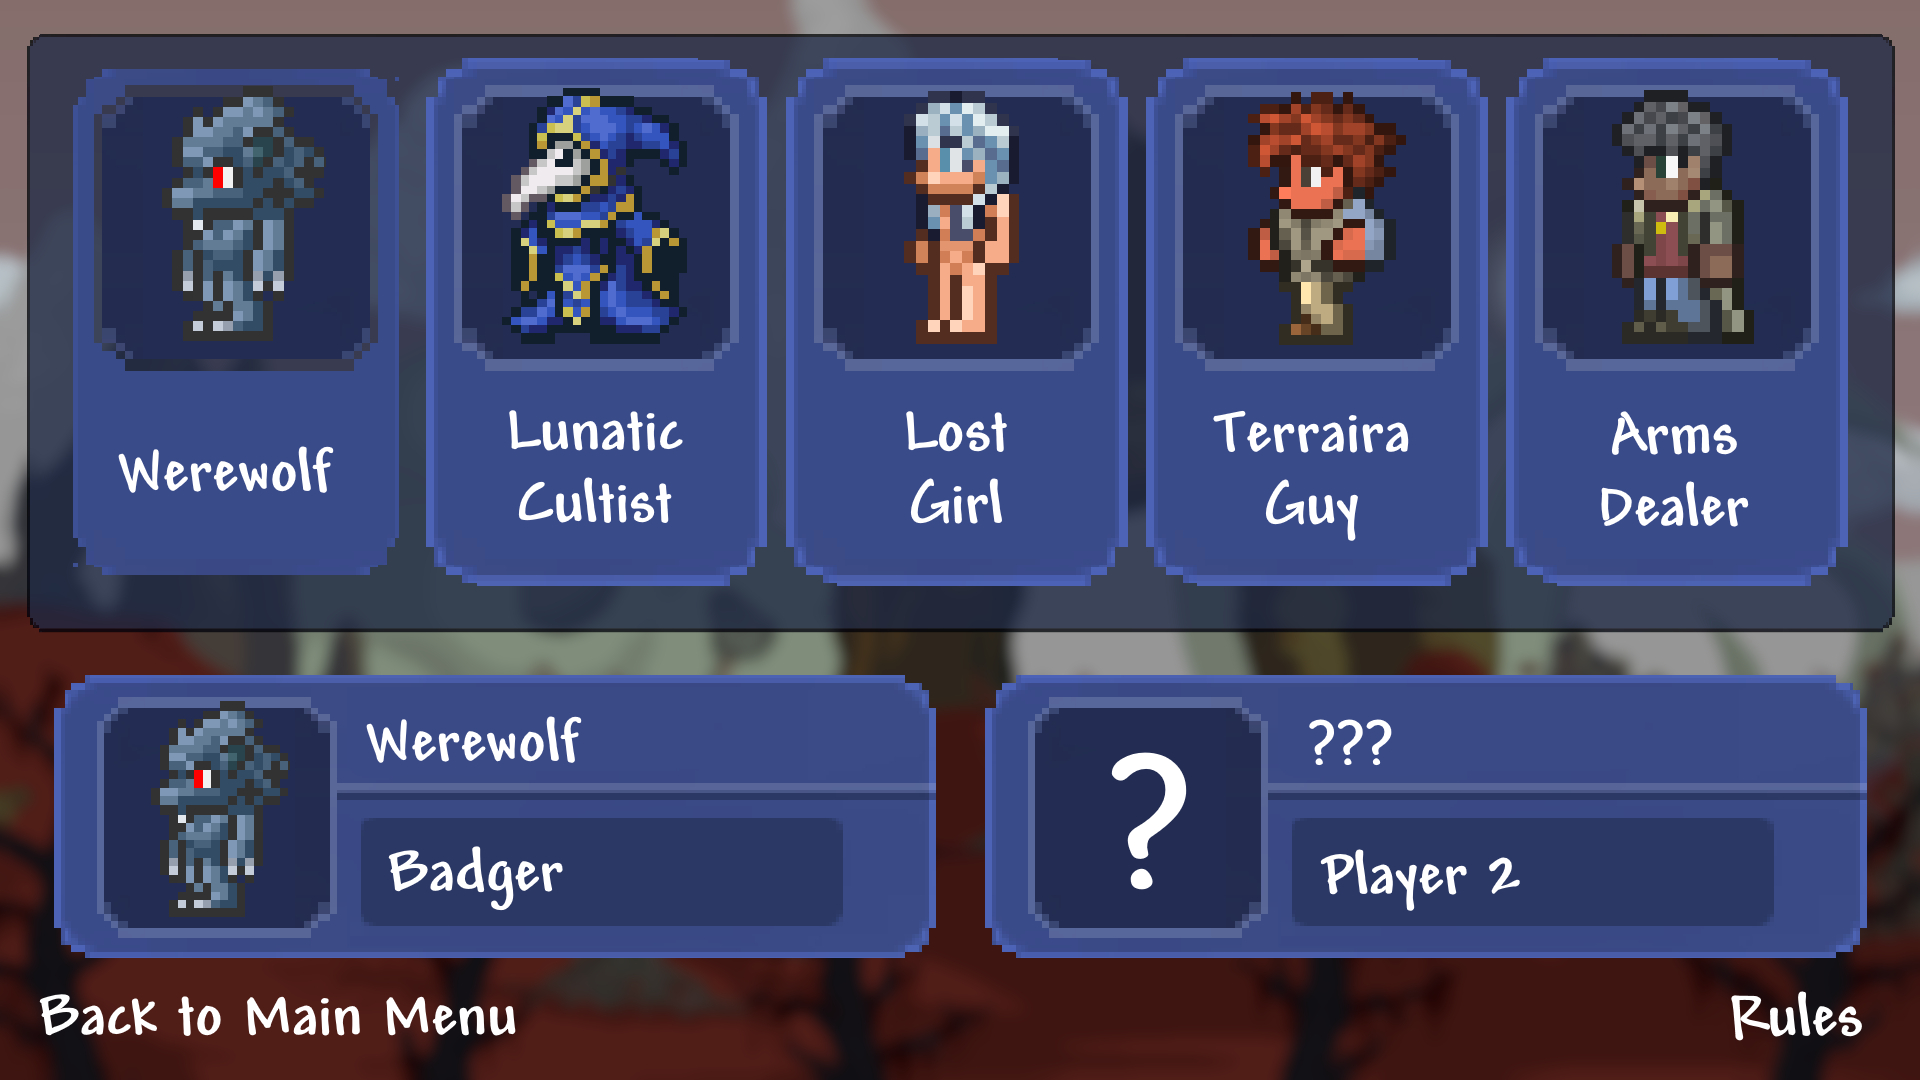 Werewolf
Lunatic
Cultist
Lost
Girl
Terraira
Guy
Arms
Dealer
Werewolf
Badger
?
???
Player 2
Back to Main Menu
Rules